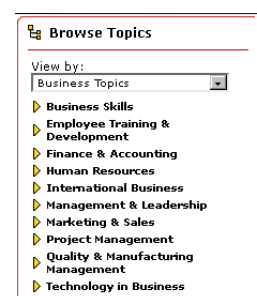 Browse Topics
View by:
Business Topics
Business Skills
Employee Training &
Development
Finance & Accounting
Human Resources
International Business
Management & Leadership
Marketing & Sales
Project Management
Quality & Manufacturing
Management
Technology in Business